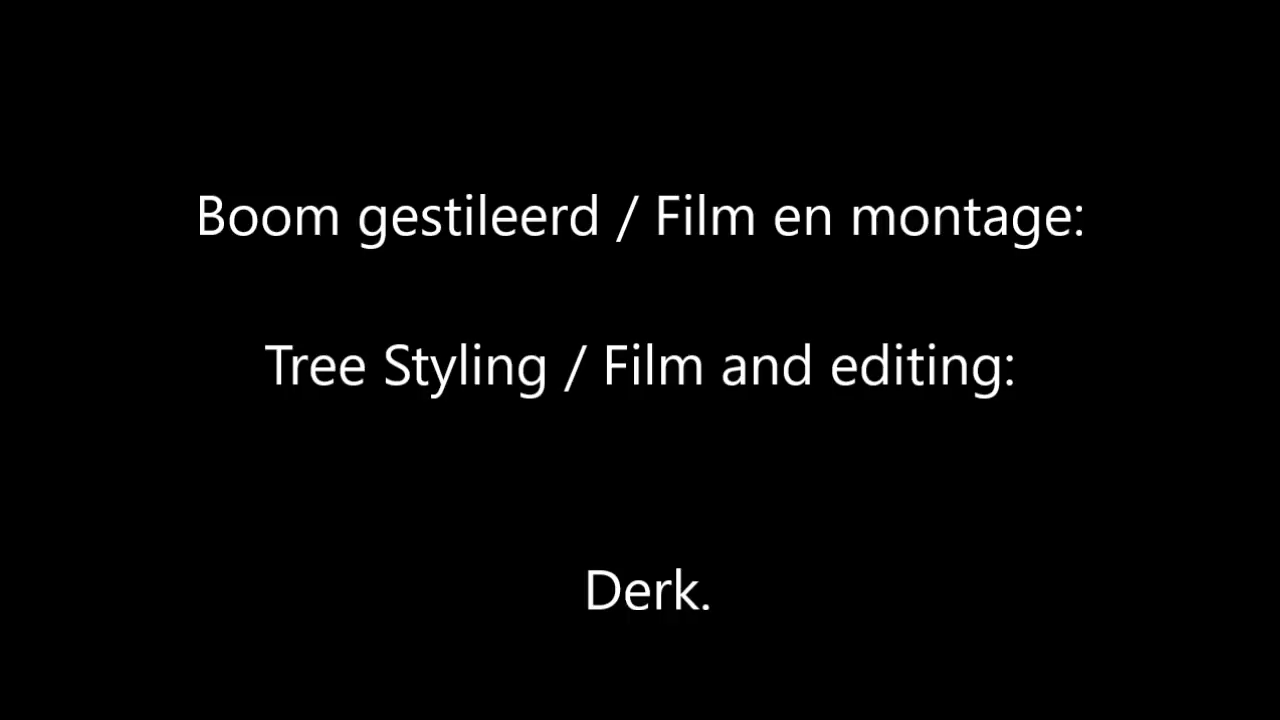 Boom gestileerd / Film en montage:
Tree Styling / Film and editing:
Derk.